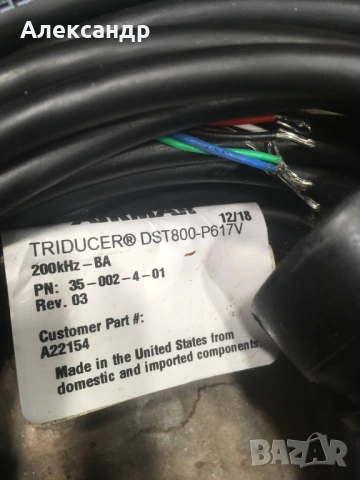 Александр
AIRMAR
12/18
TRIDUCER® DST800-P617V
200kHz-BA
PN: 35-002-4-01
Rev. 03
Customer Part #:
A22154
Made in the United States from
domestic and imported components.
BAZAR